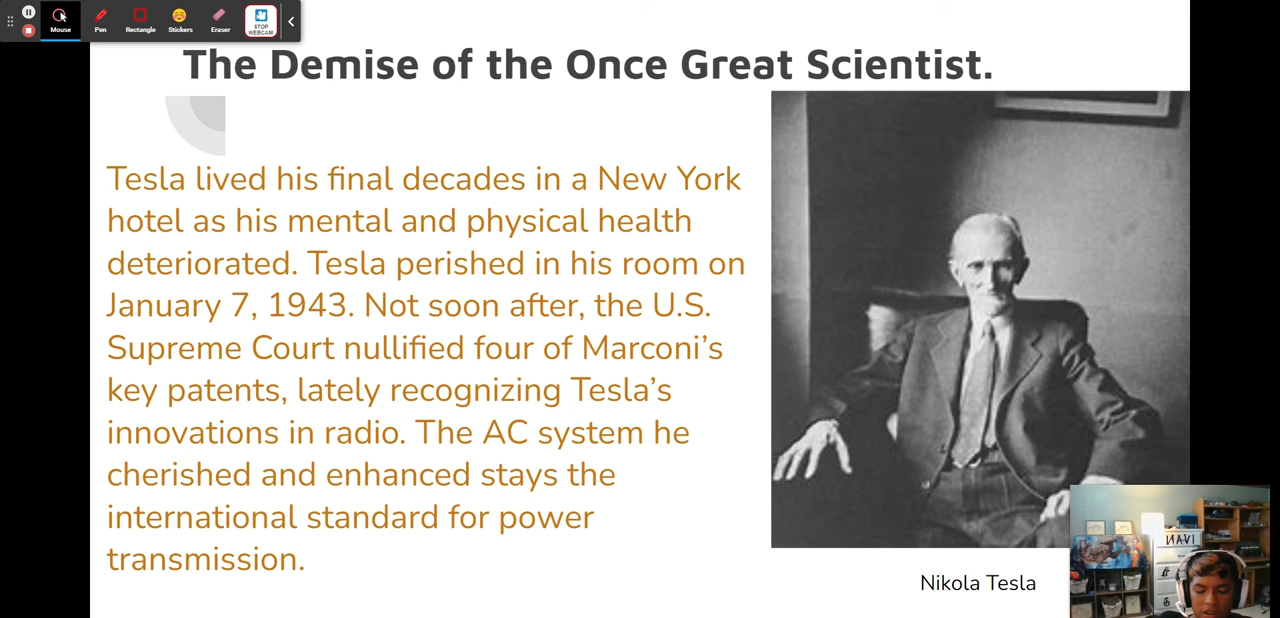 Mouse
Pen
Rectangle
Stickers
Eraser
STOP
WEBCAM
The Demise of the Once Great Scientist.
Tesla lived his final decades in a New York
hotel as his mental and physical health
deteriorated. Tesla perished in his room on
January 7, 1943. Not soon after, the U.S.
Supreme Court nullified four of Marconi's
key patents, lately recognizing Tesla's
innovations in radio. The AC system he
cherished and enhanced stays the
international standard for power
transmission.
Nikola Tesla